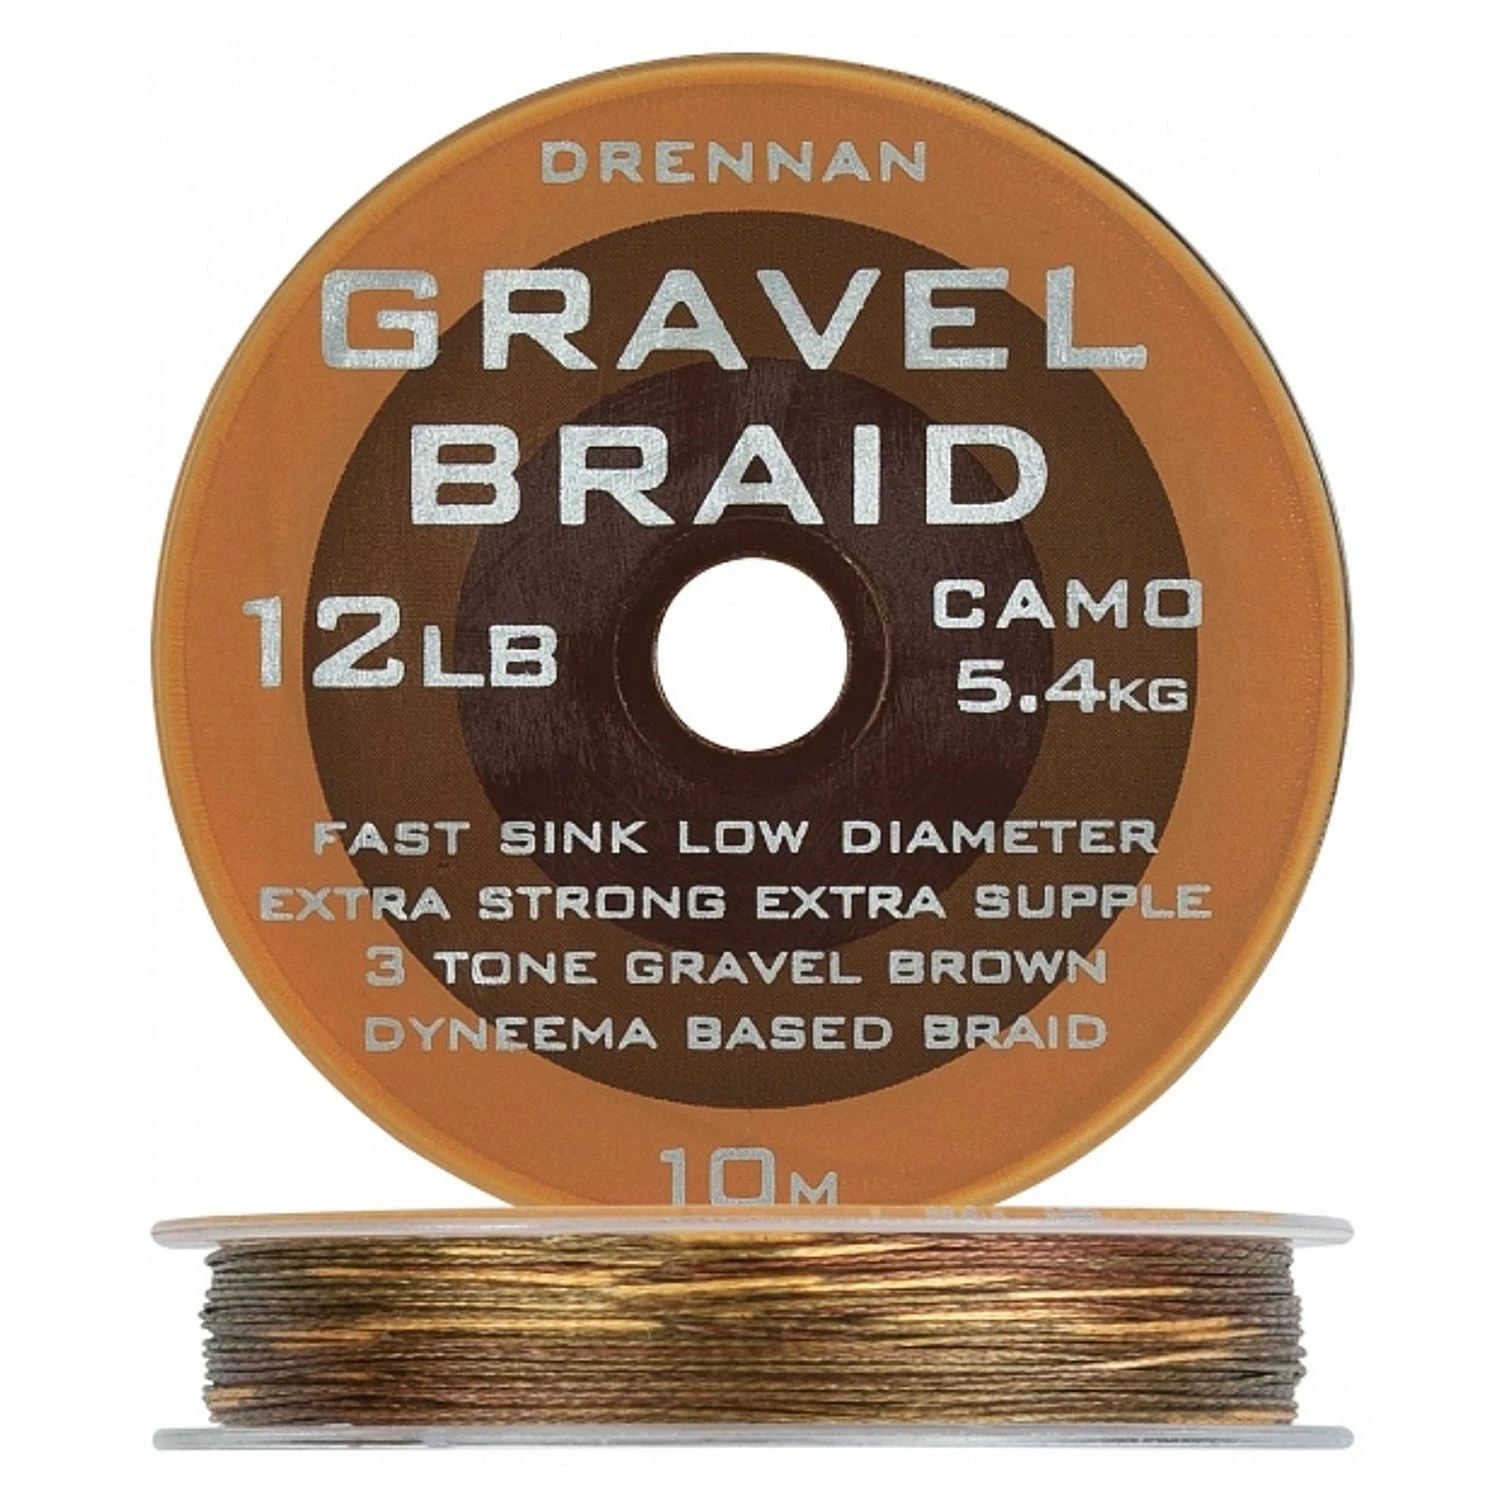 DRENNAN
GRAVEL
BRAID
12LB
CAMO
5.4KG
FAST SINK LOW DIAMETER
EXTRA STRONG EXTRA SUPPLE
3 TONE GRAVEL BROWN
DYNEEMA BASED BRAID
10M